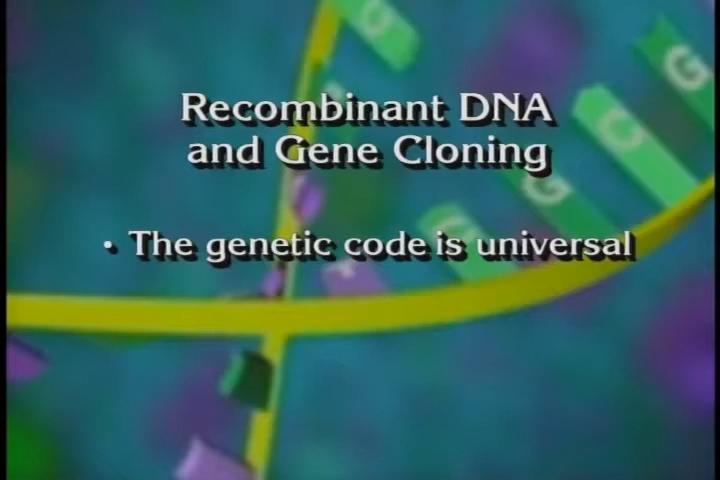 Recombinant DNA
and Gene Cloning
• The genetic code is universal
G
C
G